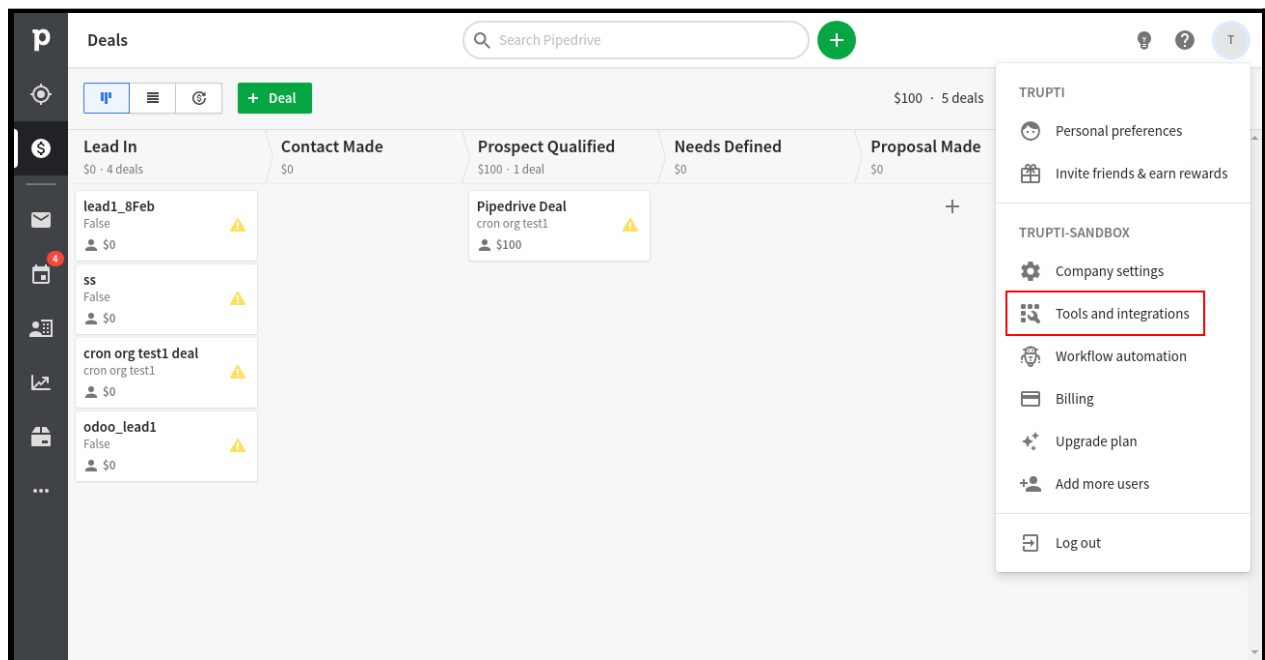 p
Deals
Search Pipedrive
T
+ Deal
$100 · 5 deals
Lead In
$0 · 4 deals
Contact Made
$0
Prospect Qualified
$100 · 1 deal
Needs Defined
$0
Proposal Made
$0
lead1_8Feb
False
$0
ss
False
$0
cron org test1 deal
cron org test1
$0
odoo_lead1
False
$0
Pipedrive Deal
cron org test1
$100
4
TRUPTI
Personal preferences
Invite friends & earn rewards
TRUPTI-SANDBOX
Company settings
Tools and integrations
Workflow automation
Billing
Upgrade plan
Add more users
Log out